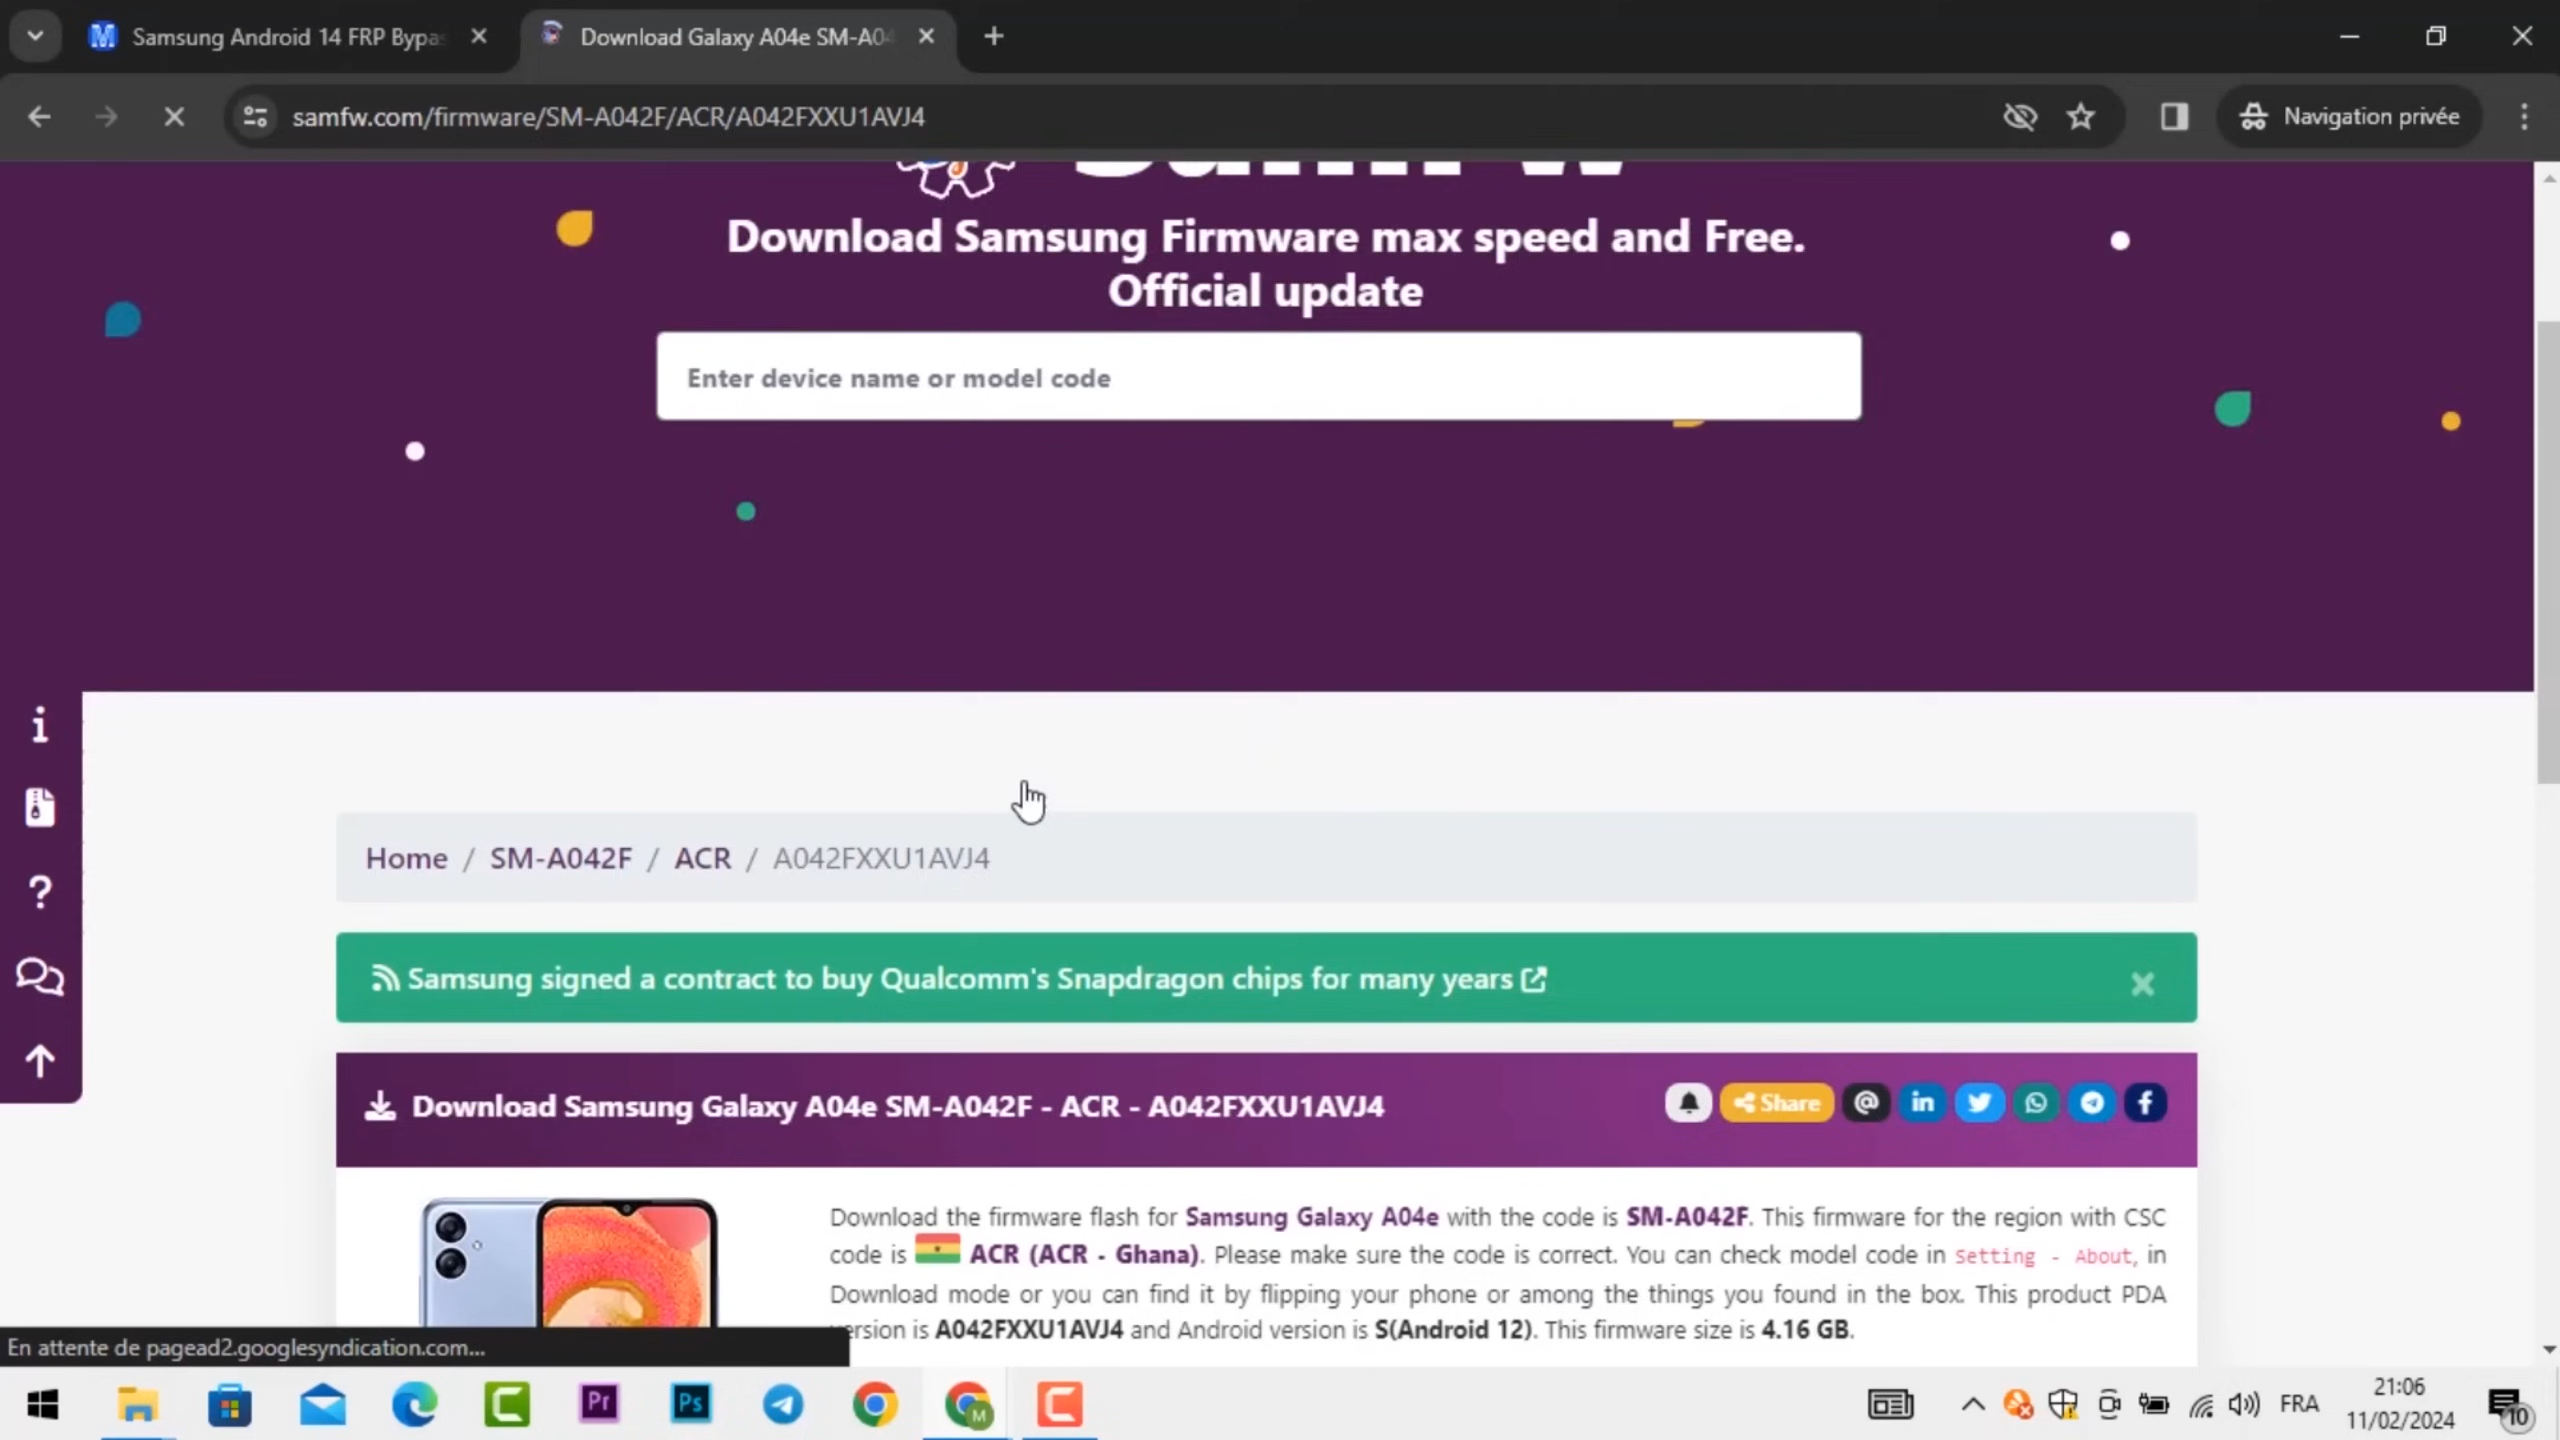 Samsung Android 14 FRP Bypa
Download Galaxy A04e SM-A04
samfw.com/firmware/SM-A042F/ACR/A042FXXU1AVJ4
Navigation privée
Download Samsung Firmware max speed and Free.
Official update
Enter device name or model code
Home / SM-A042F / ACR / A042FXXU1AVJ4
Samsung signed a contract to buy Qualcomm's Snapdragon chips for many years
Download Samsung Galaxy A04e SM-A042F - ACR - A042FXXU1AVJ4
Share
Download the firmware flash for Samsung Galaxy A04e with the code is SM-A042F. This firmware for the region with CSC
code is ACR (ACR - Ghana). Please make sure the code is correct. You can check model code in Setting - About, in
Download mode or you can find it by flipping your phone or among the things you found in the box. This product PDA
version is A042FXXU1AVJ4 and Android version is S(Android 12). This firmware size is 4.16 GB.
En attente de pagead2.googlesyndication.com...
Pr
Ps
M
FRA
21:06
11/02/2024
10